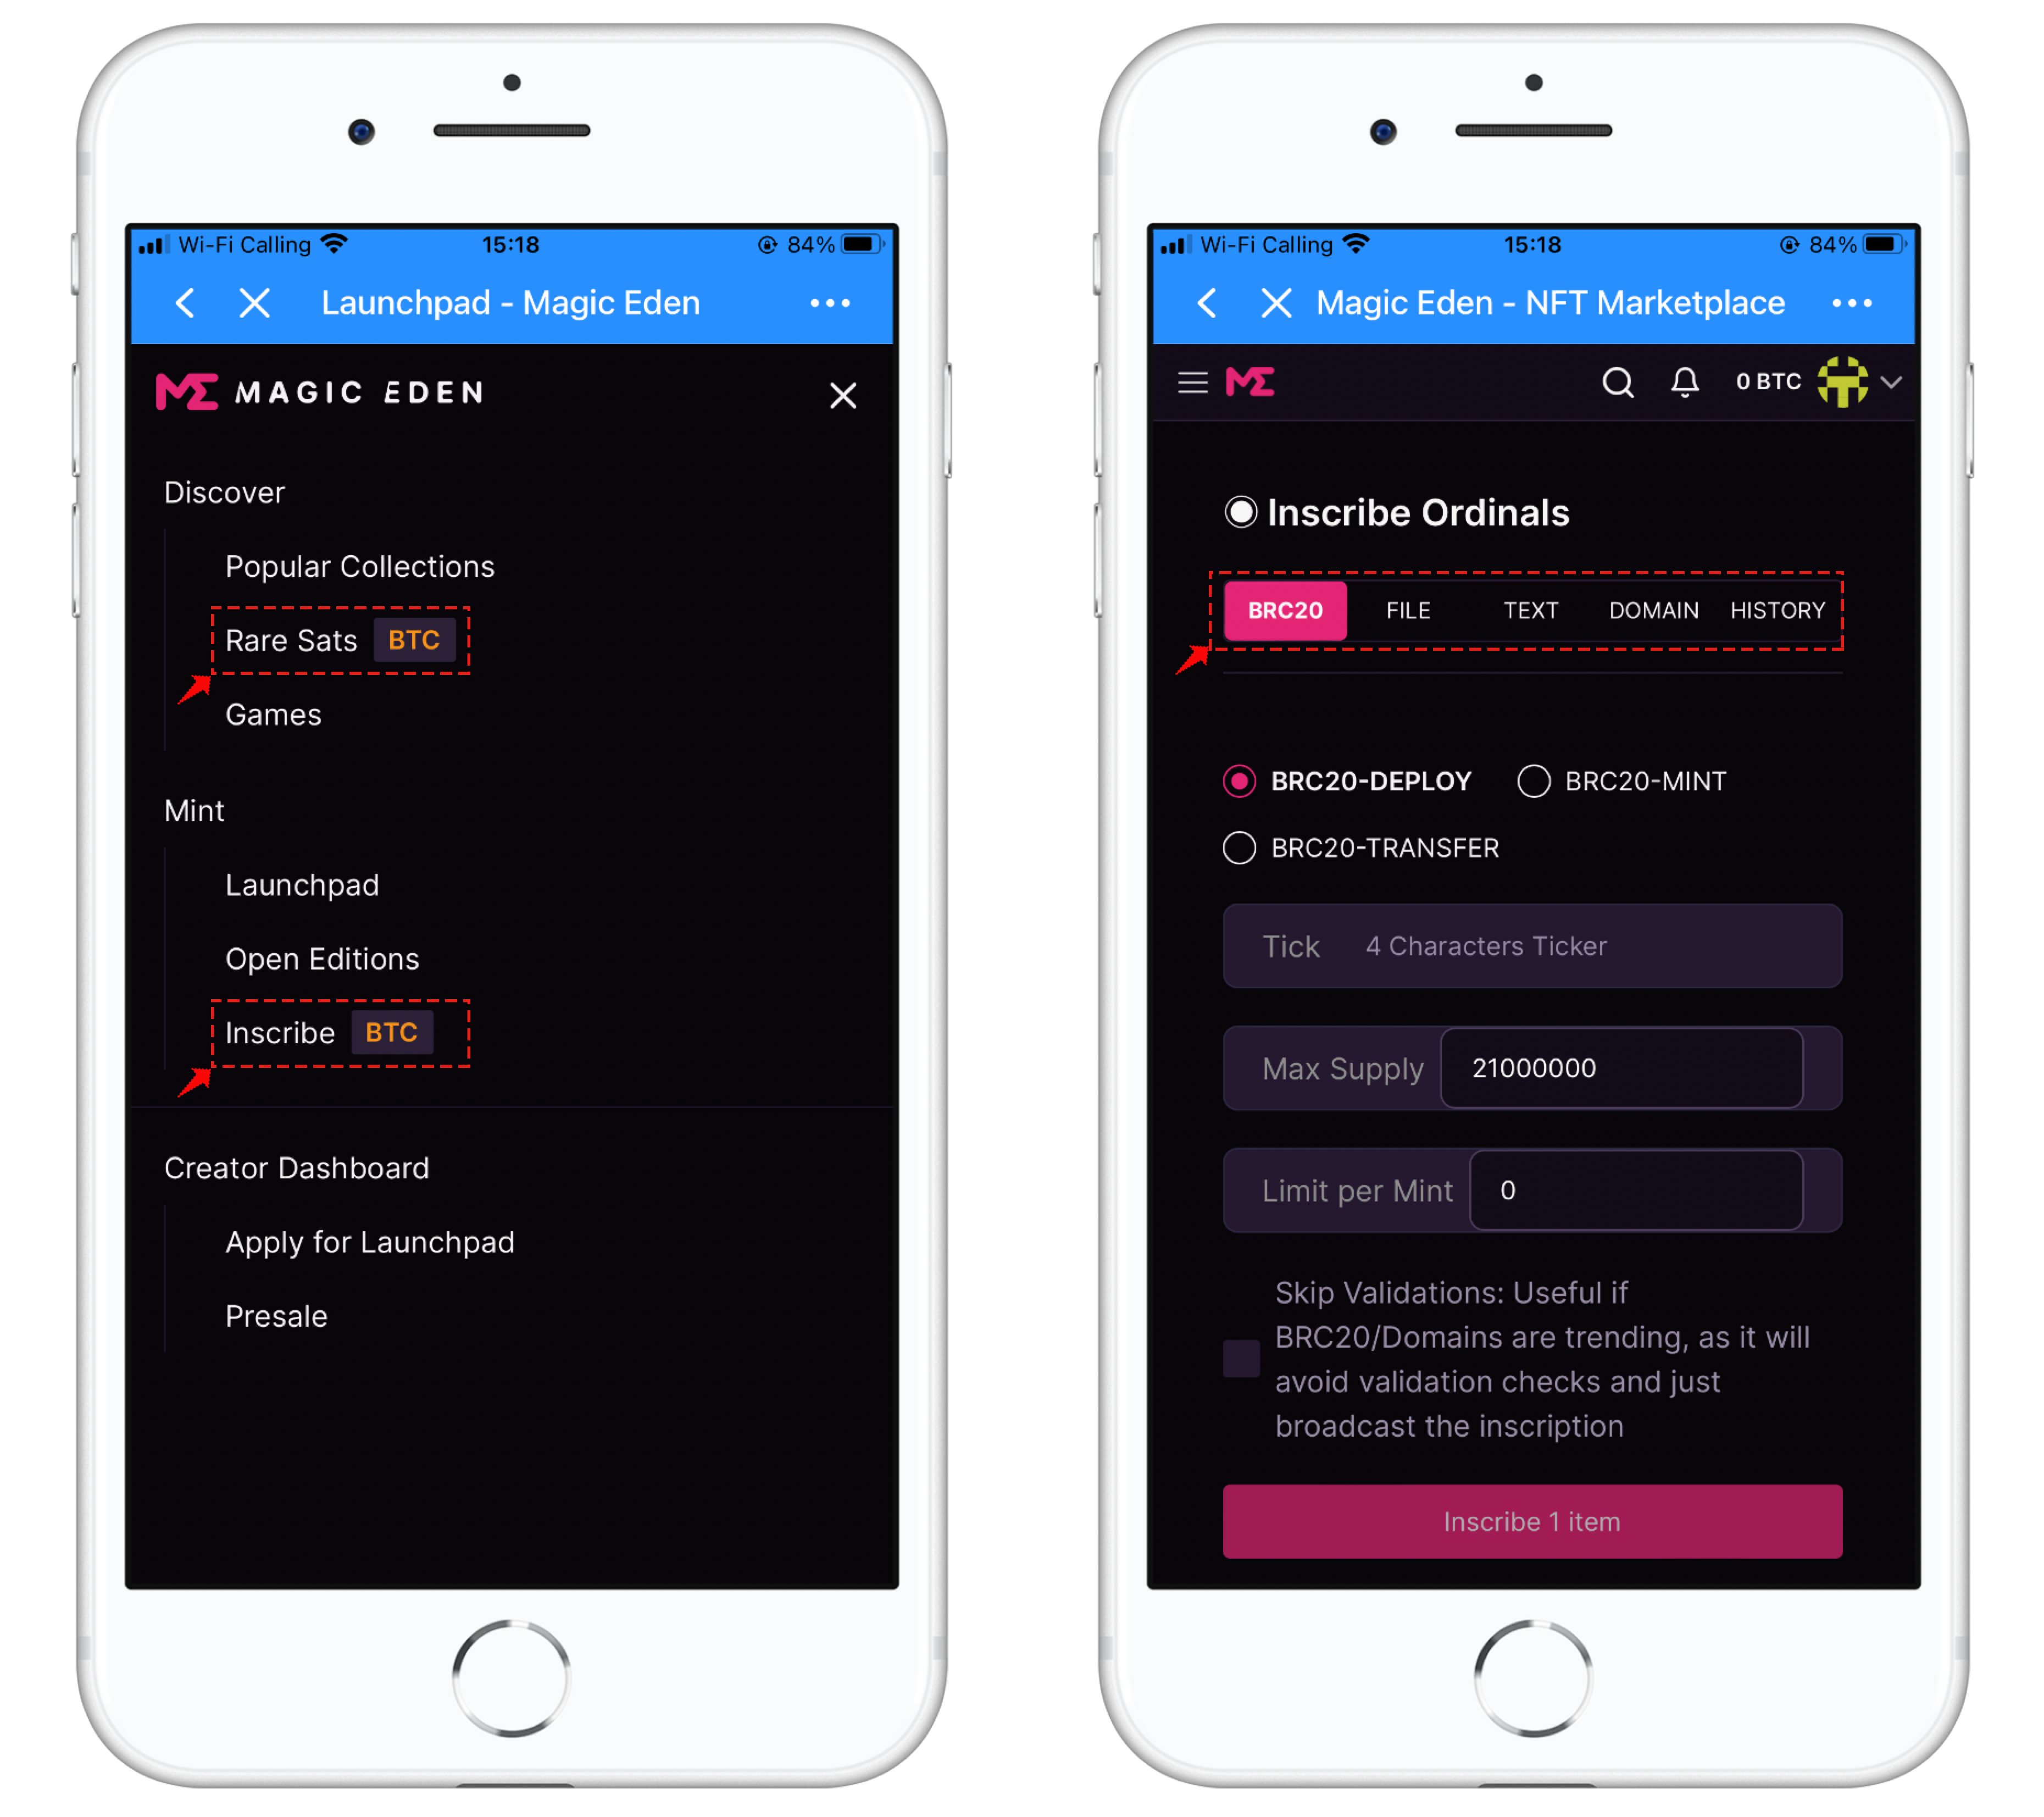 Wi-Fi Calling 15:18 84%
Launchpad - Magic Eden
MAGIC EDEN
Discover
Popular Collections
Rare Sats BTC
Games
Mint
Launchpad
Open Editions
Inscribe BTC
Creator Dashboard
Apply for Launchpad
Presale
Wi-Fi Calling 15:18 84%
Magic Eden - NFT Marketplace
ME 0 BTC
Inscribe Ordinals
BRC20 FILE TEXT DOMAIN HISTORY
BRC20-DEPLOY BRC20-MINT
BRC20-TRANSFER
Tick 4 Characters Ticker
Max Supply 21000000
Limit per Mint 0
Skip Validations: Useful if
BRC20/Domains are trending, as it will
avoid validation checks and just
broadcast the inscription
Inscribe 1 item